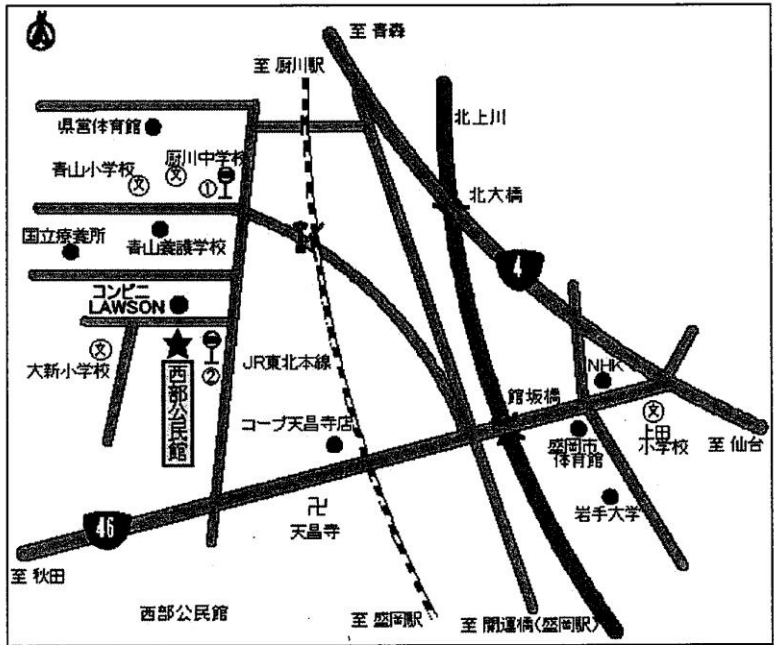 至 青森
至 厨川駅
北上川
県営体育館
厨川中学校
青山小学校
文
文
①
北大橋
国立療養所
青山養護学校
4
コンビニ
LAWSON
文
大新小学校
②
西部公民館
JR東北本線
NHK
館坂橋
文
上田
小学校
コープ天昌寺店
盛岡市
体育館
至 仙台
46
卍
天昌寺
岩手大学
至 秋田
西部公民館
至 盛岡駅
至 開運橋(盛岡駅)